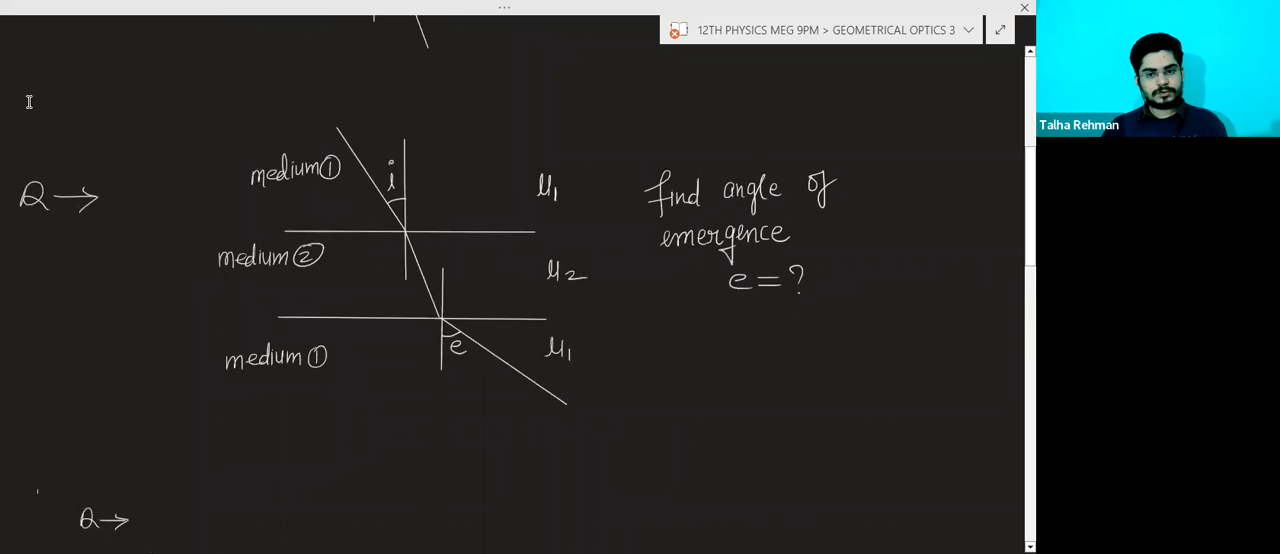 12TH PHYSICS MEG 9PM > GEOMETRICAL OPTICS 3
Talha Rehman
medium ① i μ₁
Q → find angle of
emergence
medium ② μ₂
e = ?
medium ① e μ₁
Q →